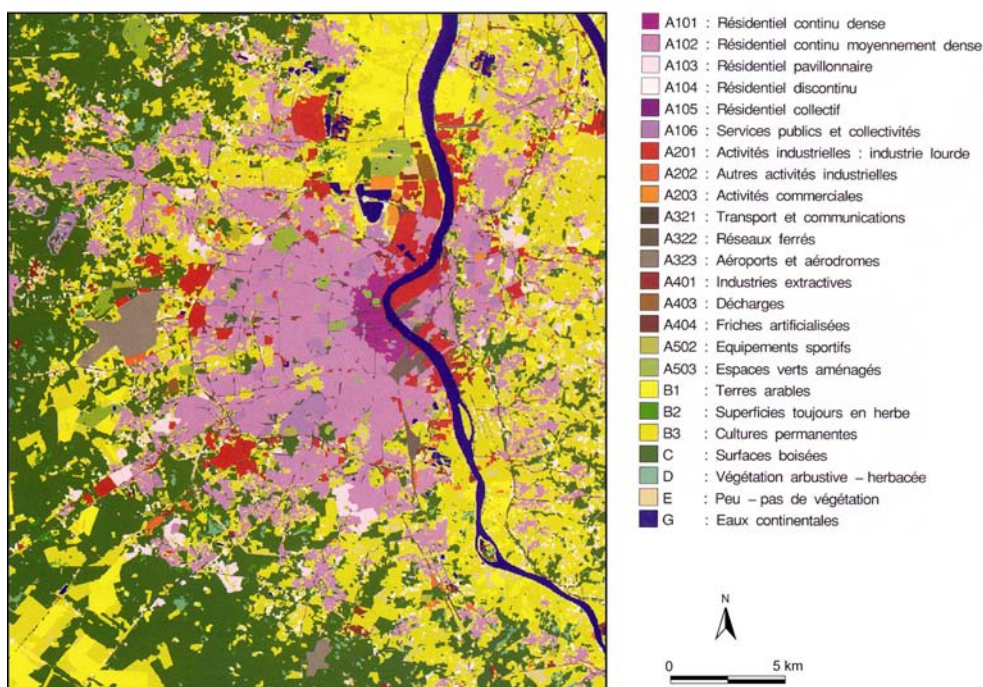 A101 : Résidentiel continu dense
A102 : Résidentiel continu moyennement dense
A103 : Résidentiel pavillonnaire
A104 : Résidentiel discontinu
A105 : Résidentiel collectif
A106 : Services publics et collectivités
A201 : Activités industrielles : industrie lourde
A202 : Autres activités industrielles
A203 : Activités commerciales
A321 : Transport et communications
A322 : Réseaux ferrés
A323 : Aéroports et aérodromes
A401 : Industries extractives
A403 : Décharges
A404 : Friches artificialisées
A502 : Equipements sportifs
A503 : Espaces verts aménagés
B1 : Terres arables
B2 : Superficies toujours en herbe
B3 : Cultures permanentes
C : Surfaces boisées
D : Végétation arbustive – herbacée
E : Peu – pas de végétation
G : Eaux continentales
N
0 5 km